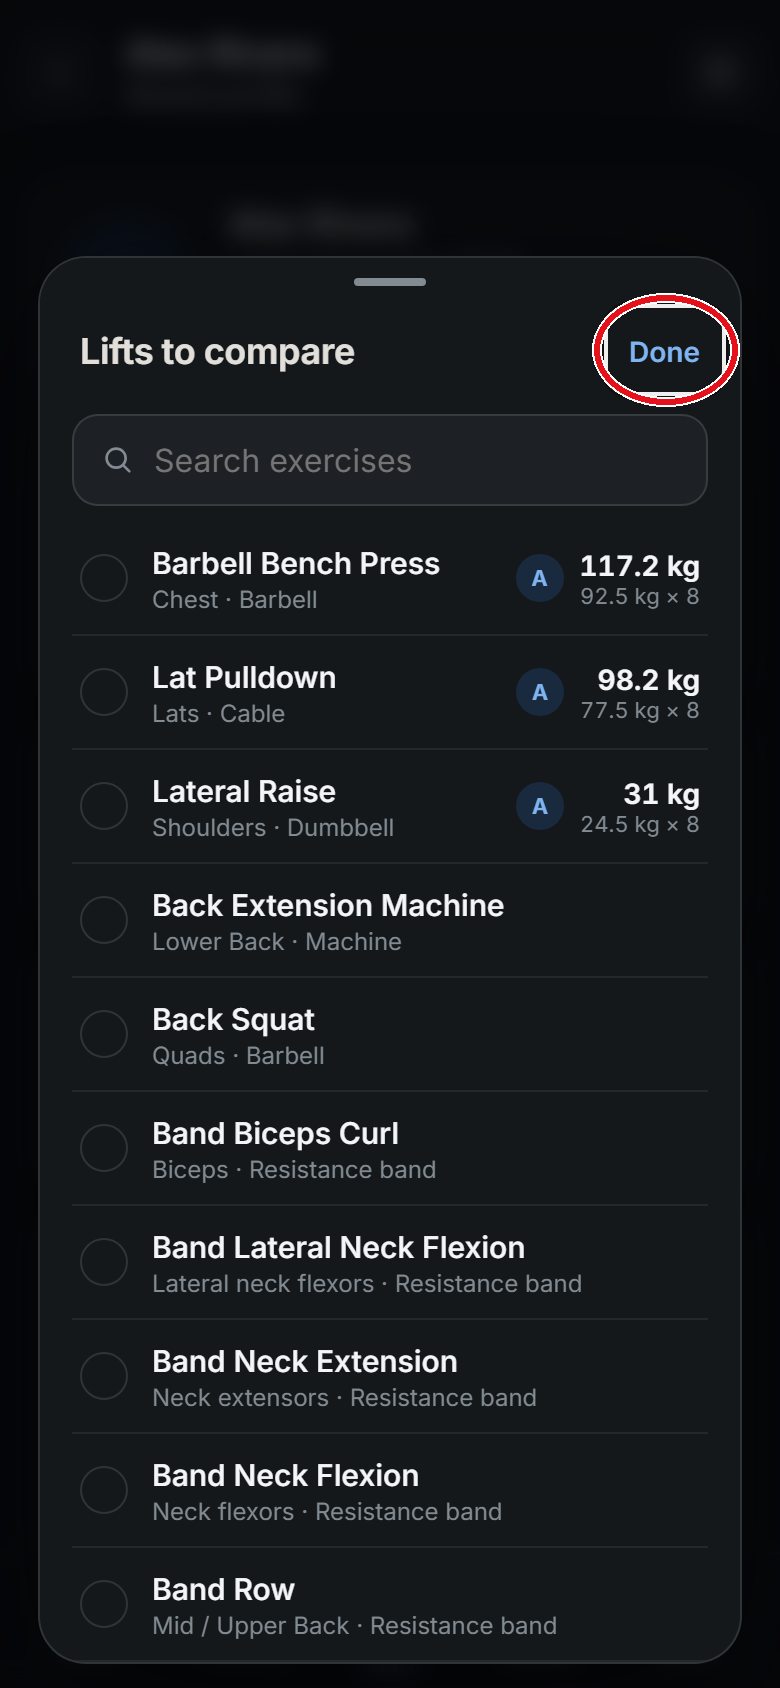 Lifts to compare
Done
Search exercises
Barbell Bench Press
Chest · Barbell
A
117.2 kg
92.5 kg × 8
Lat Pulldown
Lats · Cable
A
98.2 kg
77.5 kg × 8
Lateral Raise
Shoulders · Dumbbell
A
31 kg
24.5 kg × 8
Back Extension Machine
Lower Back · Machine
Back Squat
Quads · Barbell
Band Biceps Curl
Biceps · Resistance band
Band Lateral Neck Flexion
Lateral neck flexors · Resistance band
Band Neck Extension
Neck extensors · Resistance band
Band Neck Flexion
Neck flexors · Resistance band
Band Row
Mid / Upper Back · Resistance band